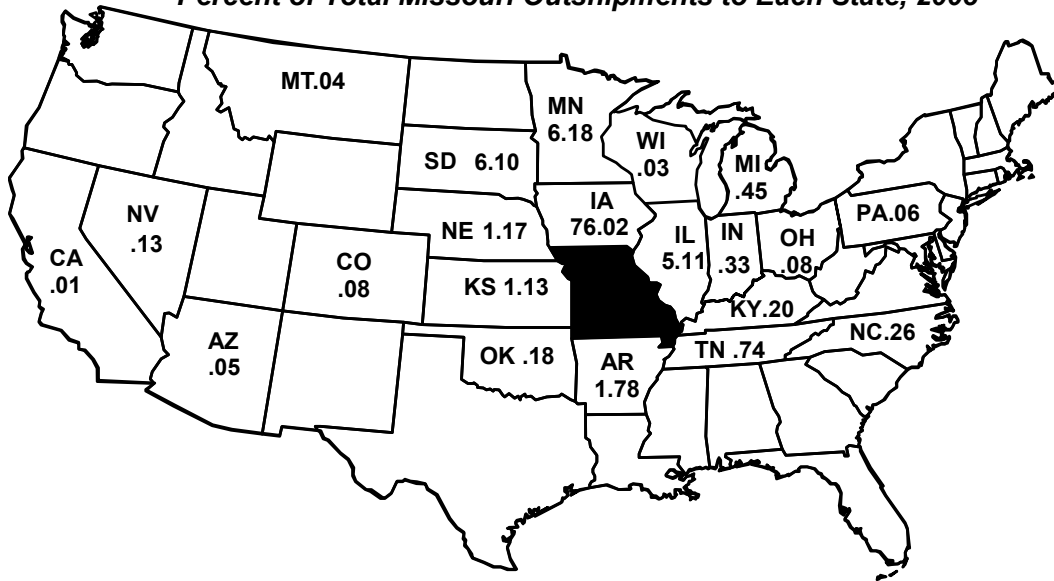 Percent of Total Missouri Outshipments to Each State,
MT.04
MN
6.18
WI
.03
MI
.45
SD 6.10
IA
76.02
NE 1.17
NV
.13
IL
5.11
IN
.33
OH
.08
PA.06
CA
.01
CO
.08
KS 1.13
KY.20
AZ
.05
OK .18
AR
1.78
TN .74
NC.26